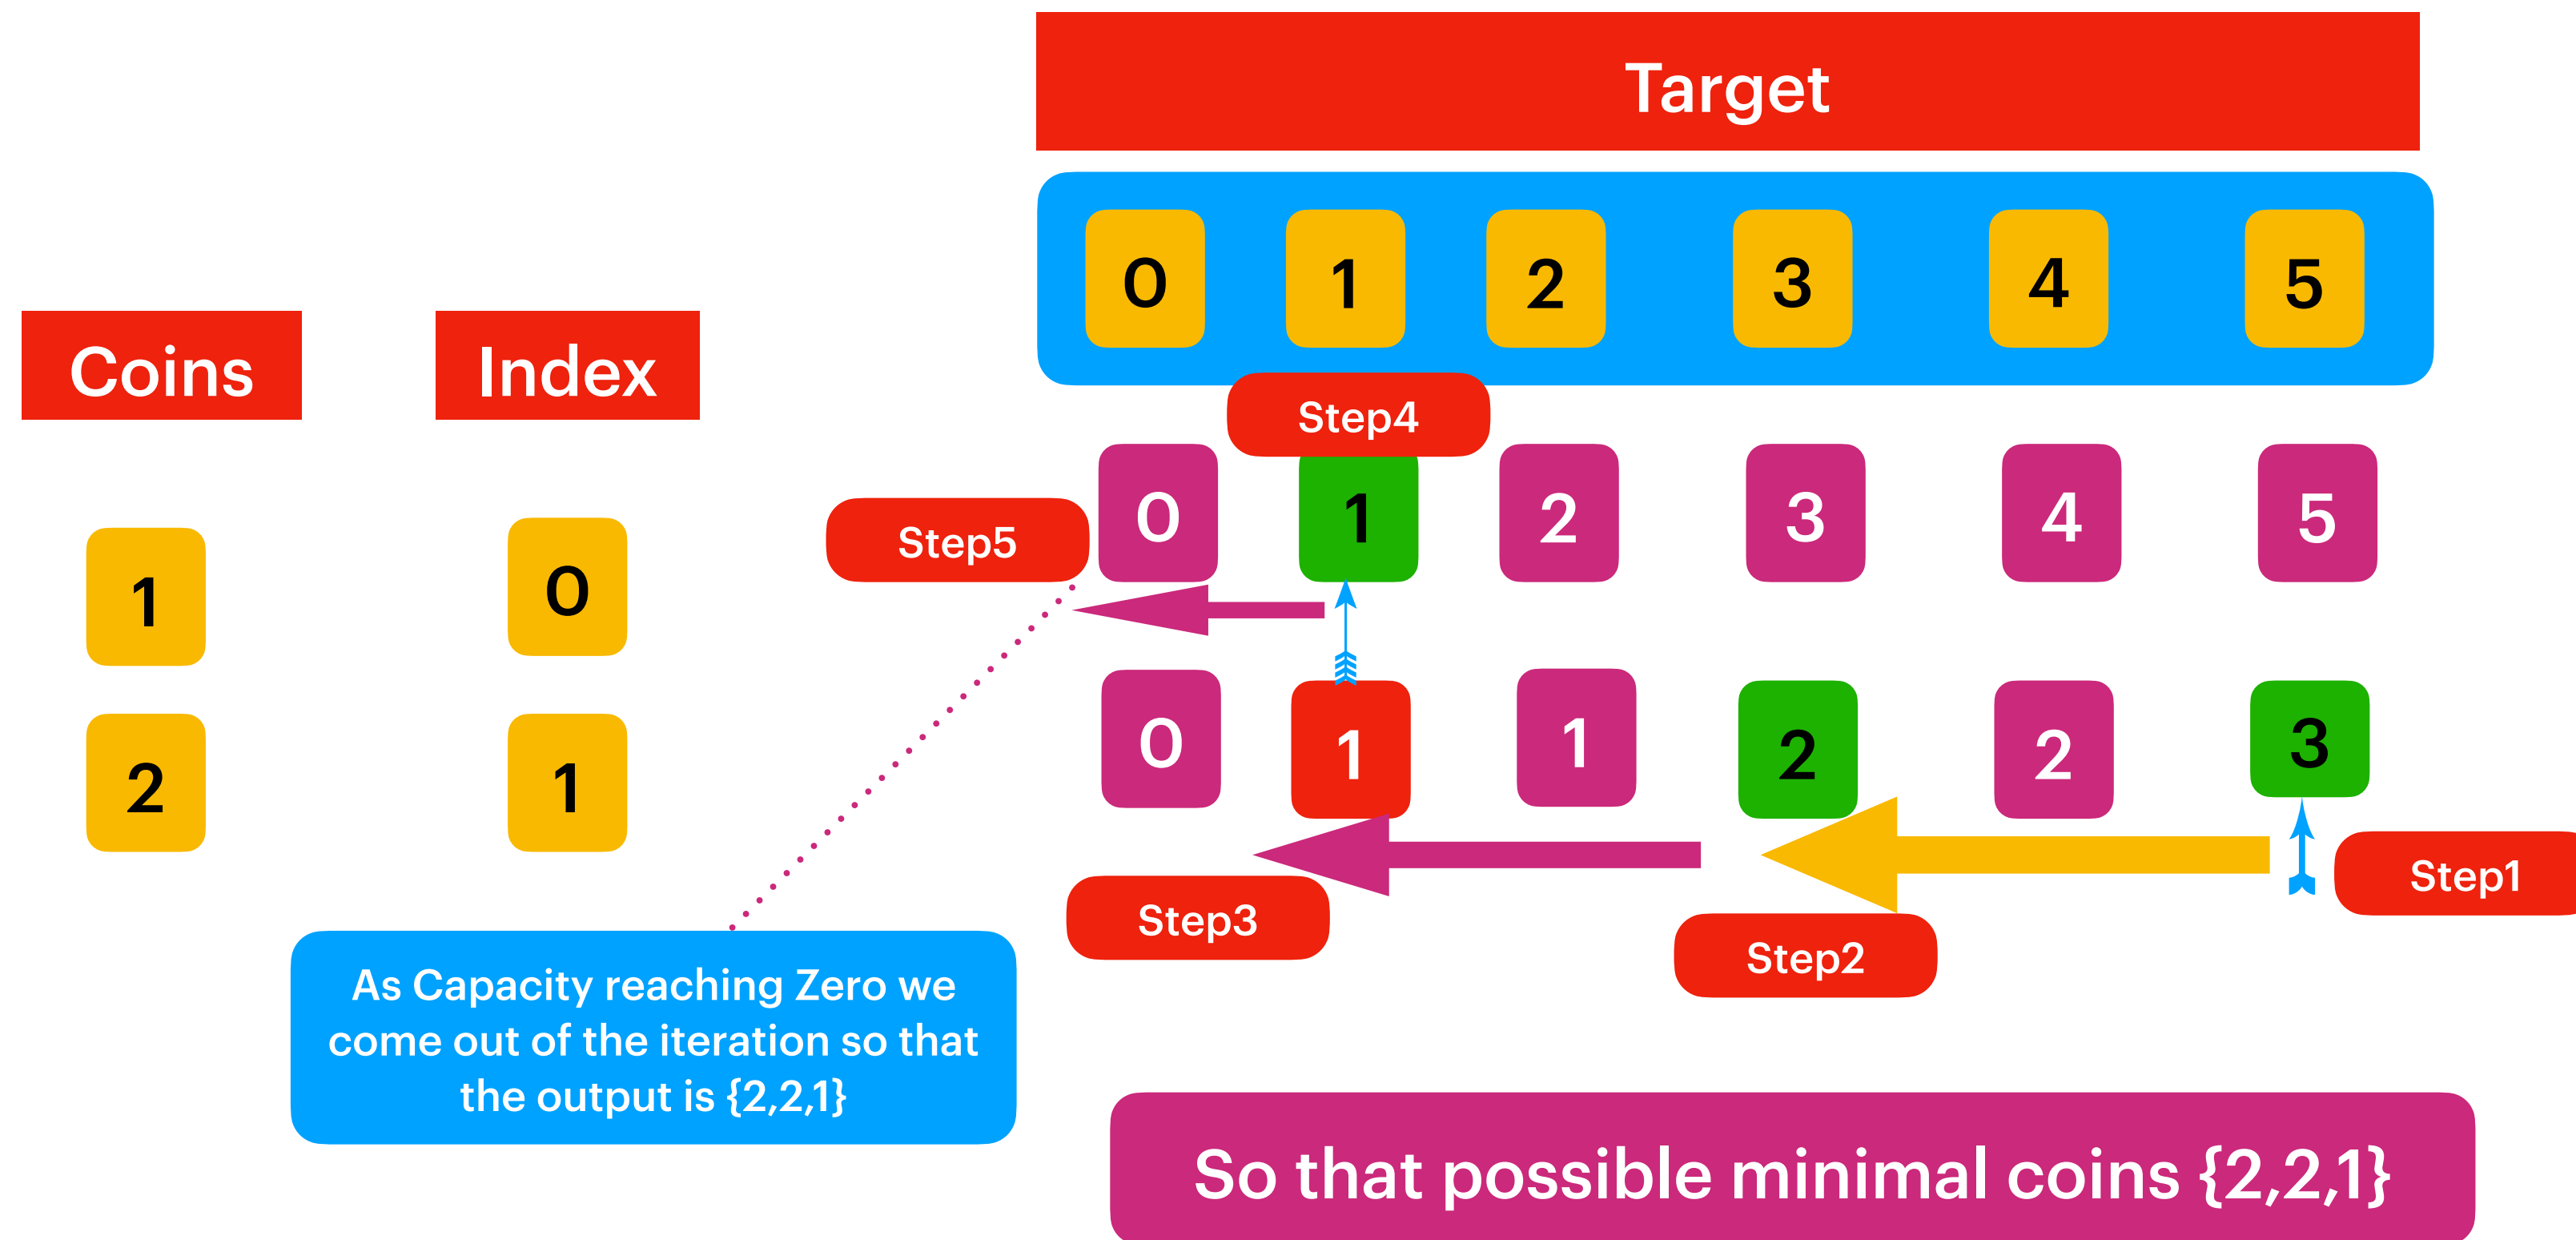 Target
0 1 2 3 4 5
Coins Index
Step4
1 0 Step5 0 1 2 3 4 5
2 1 0 1 1 2 2 3
Step1
Step3
Step2
As Capacity reaching Zero we
come out of the iteration so that
the output is {2,2,1}
So that possible minimal coins {2,2,1}